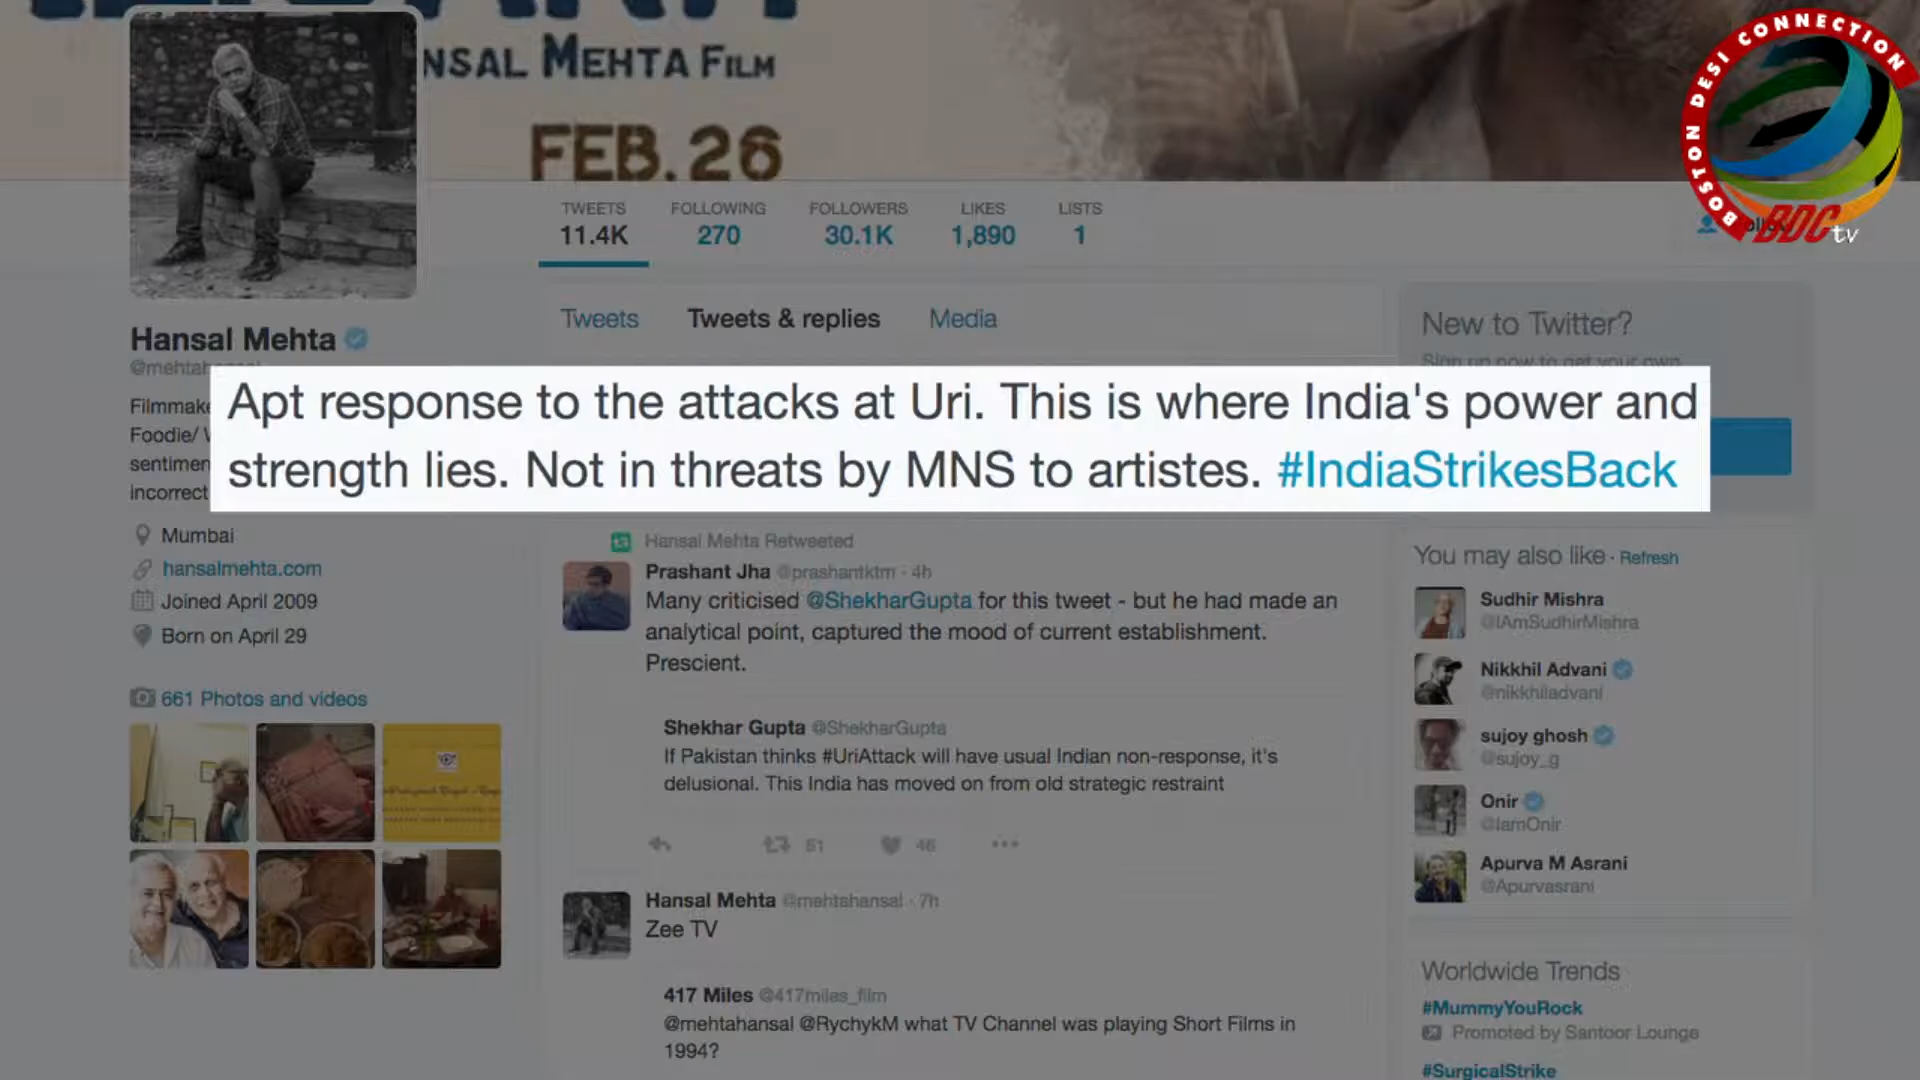 NSAL MEHTA FILM
FEB. 26
BOSTON DESI CONNECTION
BDC tv
TWEETS
11.4K
FOLLOWING
270
FOLLOWERS
30.1K
LIKES
1,890
LISTS
1
Hansal Mehta
Tweets
Tweets & replies
Media
New to Twitter?
Sign up now to get your own
Apt response to the attacks at Uri. This is where India's power and
strength lies. Not in threats by MNS to artistes. #IndiaStrikesBack
Foodie/
sentimen
incorrect
Mumbai
hansalmehta.com
Joined April 2009
Born on April 29
661 Photos and videos
Hansal Mehta Retweeted
Prashant Jha @prashantktm · 4h
Many criticised @ShekharGupta for this tweet - but he had made an
analytical point, captured the mood of current establishment.
Prescient.
Shekhar Gupta @ShekharGupta
If Pakistan thinks #UriAttack will have usual Indian non-response, it's
delusional. This India has moved on from old strategic restraint
51
46
Hansal Mehta @mehtahansal · 7h
Zee TV
417 Miles @417miles_film
@mehtahansal @RychykM what TV Channel was playing Short Films in
1994?
You may also like · Refresh
Sudhir Mishra
@IAmSudhirMishra
Nikkhil Advani
@nikkhiladvani
sujoy ghosh
@sujoy_g
Onir
@IamOnir
Apurva M Asrani
@Apurvasrani
Worldwide Trends
#MummyYouRock
Promoted by Santoor Lounge
#SurgicalStrike